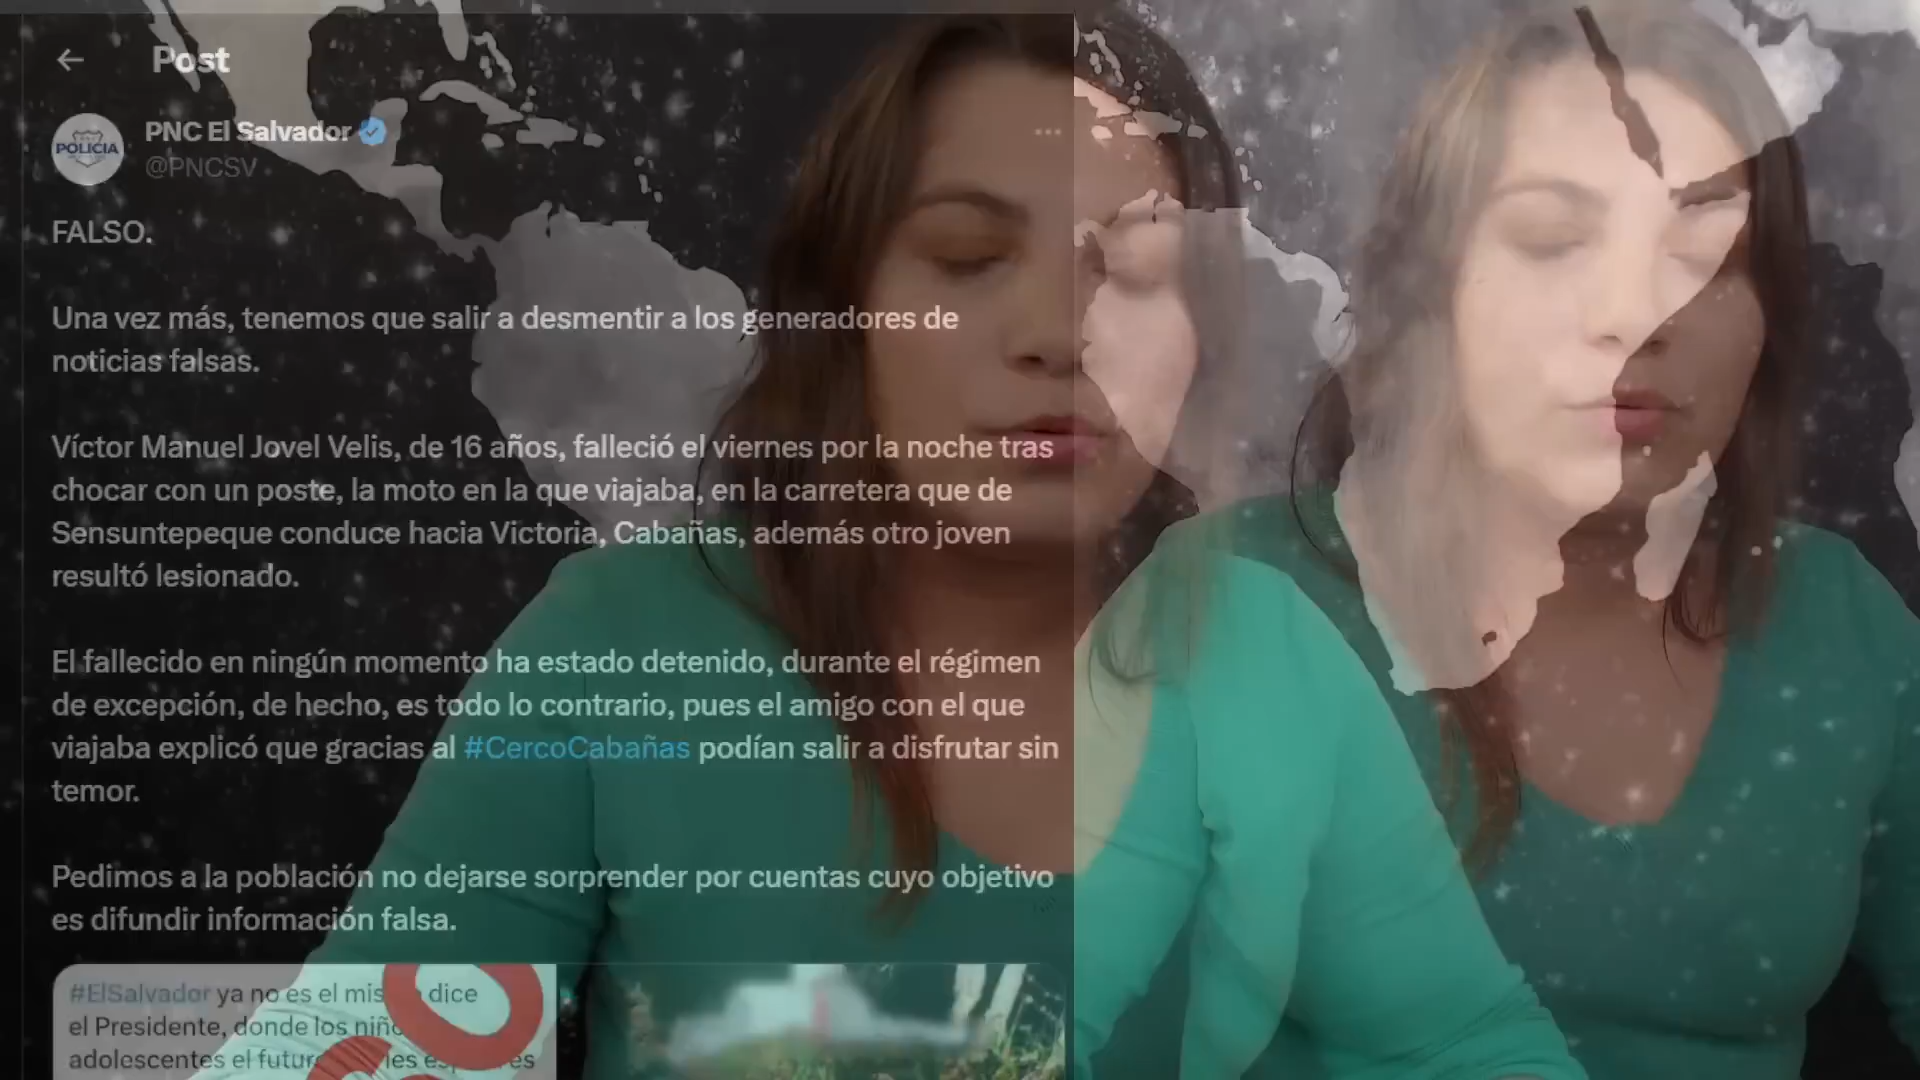 Post
PNC El Salvador
@PNCSV
POLICIA
FALSO.
Una vez más, tenemos que salir a desmentir a los generadores de
noticias falsas.
Víctor Manuel Jovel Velis, de 16 años, falleció el viernes por la noche tras
chocar con un poste, la moto en la que viajaba, en la carretera que de
Sensuntepeque conduce hacia Victoria, Cabañas, además otro joven
resultó lesionado.
El fallecido en ningún momento ha estado detenido, durante el régimen
de excepción, de hecho, es todo lo contrario, pues el amigo con el que
viajaba explicó que gracias al #CercoCabañas podían salir a disfrutar sin
temor.
Pedimos a la población no dejarse sorprender por cuentas cuyo objetivo
es difundir información falsa.
#ElSalvador ya no es el dice
el Presidente, donde los
adolescentes el